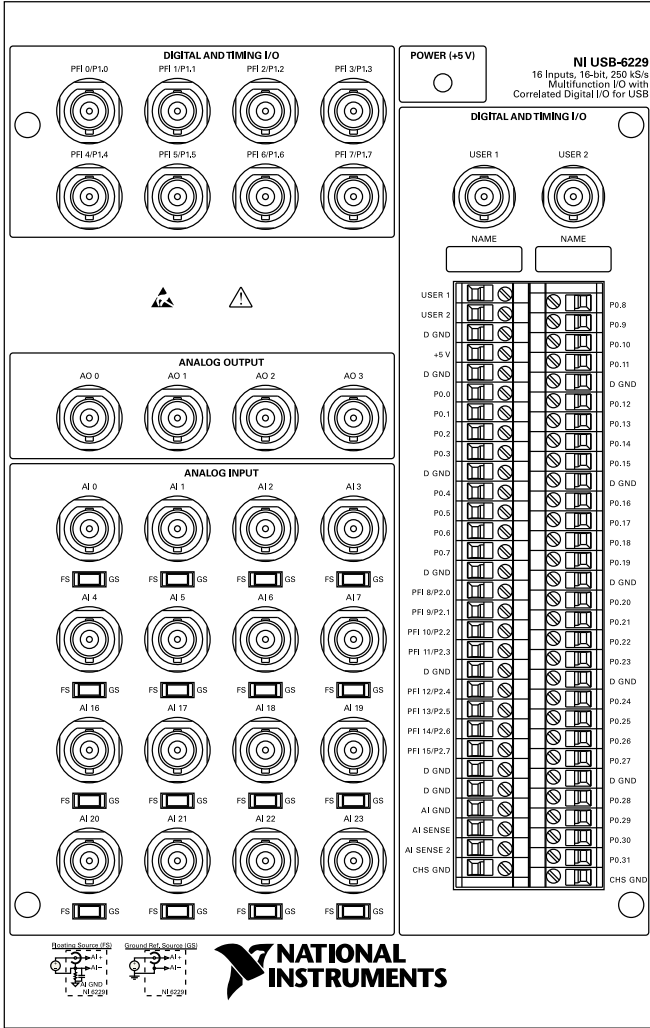 DIGITAL AND TIMING I/O
PFI 0/P1.0 PFI 1/P1.1 PFI 2/P1.2 PFI 3/P1.3
PFI 4/P1.4 PFI 5/P1.5 PFI 6/P1.6 PFI 7/P1.7
POWER (+5 V)
NI USB-6229
16 Inputs, 16-bit, 250 kS/s
Multifunction I/O with
Correlated Digital I/O for USB
ANALOG OUTPUT
AO 0 AO 1 AO 2 AO 3
ANALOG INPUT
AI 0 AI 1 AI 2 AI 3
FS GS FS GS FS GS FS GS
AI 4 AI 5 AI 6 AI 7
FS GS FS GS FS GS FS GS
AI 16 AI 17 AI 18 AI 19
FS GS FS GS FS GS FS GS
AI 20 AI 21 AI 22 AI 23
FS GS FS GS FS GS FS GS
DIGITAL AND TIMING I/O
USER 1 USER 2
NAME NAME
USER 1
USER 2
D GND
+5 V
D GND
P0.0
P0.1
P0.2
P0.3
D GND
P0.4
P0.5
P0.6
P0.7
D GND
PFI 8/P2.0
PFI 9/P2.1
PFI 10/P2.2
PFI 11/P2.3
D GND
PFI 12/P2.4
PFI 13/P2.5
PFI 14/P2.6
PFI 15/P2.7
D GND
D GND
AI GND
AI SENSE
AI SENSE 2
CHS GND
P0.8
P0.9
P0.10
P0.11
D GND
P0.12
P0.13
P0.14
P0.15
D GND
P0.16
P0.17
P0.18
P0.19
D GND
P0.20
P0.21
P0.22
P0.23
D GND
P0.24
P0.25
P0.26
P0.27
D GND
P0.28
P0.29
P0.30
P0.31
CHS GND
Floating Source (FS)
AI +
AI −
AI GND
NI 6229
Ground Ref. Source (GS)
AI +
AI −
NI 6229
NATIONAL
INSTRUMENTS